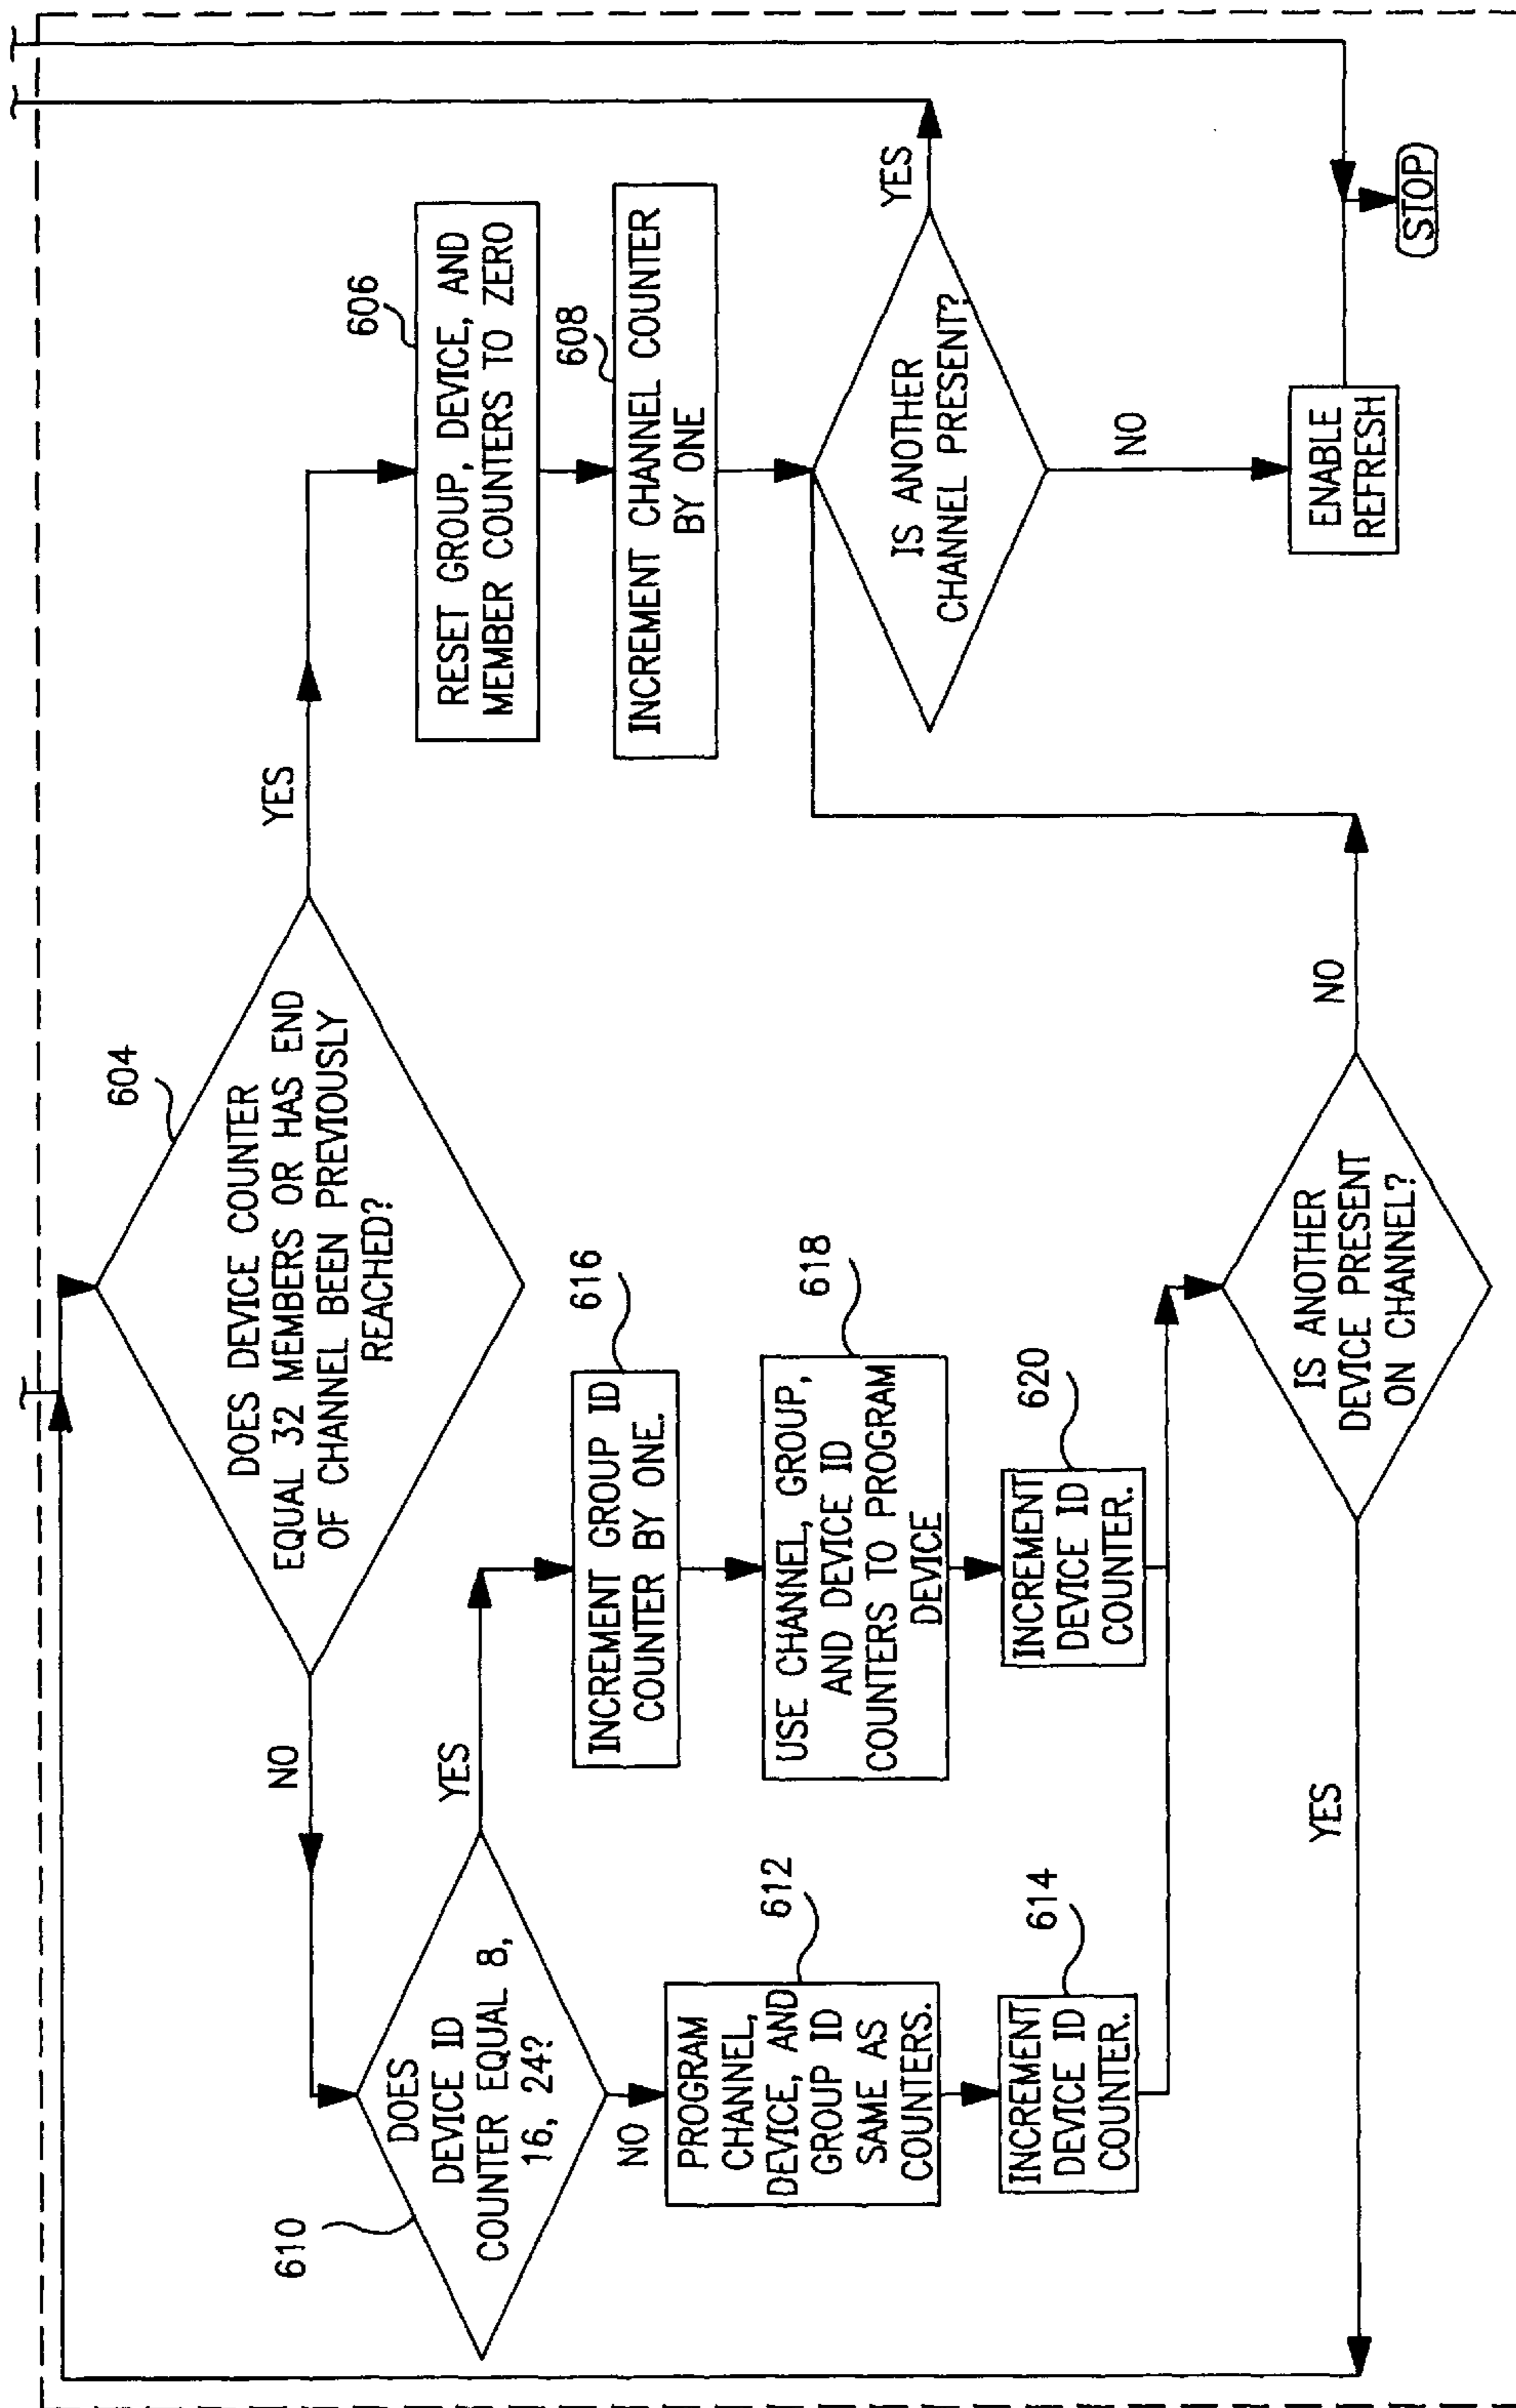 604
DOES DEVICE COUNTER
EQUAL 32 MEMBERS OR HAS END
OF CHANNEL BEEN PREVIOUSLY
REACHED?
NO
YES
610
DOES
DEVICE ID
COUNTER EQUAL 8,
16, 24?
YES
NO
612
PROGRAM
CHANNEL,
DEVICE, AND
GROUP ID
SAME AS
COUNTERS.
614
INCREMENT
DEVICE ID
COUNTER.
616
INCREMENT GROUP ID
COUNTER BY ONE.
618
USE CHANNEL, GROUP,
AND DEVICE ID
COUNTERS TO PROGRAM
DEVICE
620
INCREMENT
DEVICE ID
COUNTER.
IS ANOTHER
DEVICE PRESENT
ON CHANNEL?
YES
NO
606
RESET GROUP, DEVICE, AND
MEMBER COUNTERS TO ZERO
608
INCREMENT CHANNEL COUNTER
BY ONE
IS ANOTHER
CHANNEL PRESENT?
YES
NO
ENABLE
REFRESH
STOP